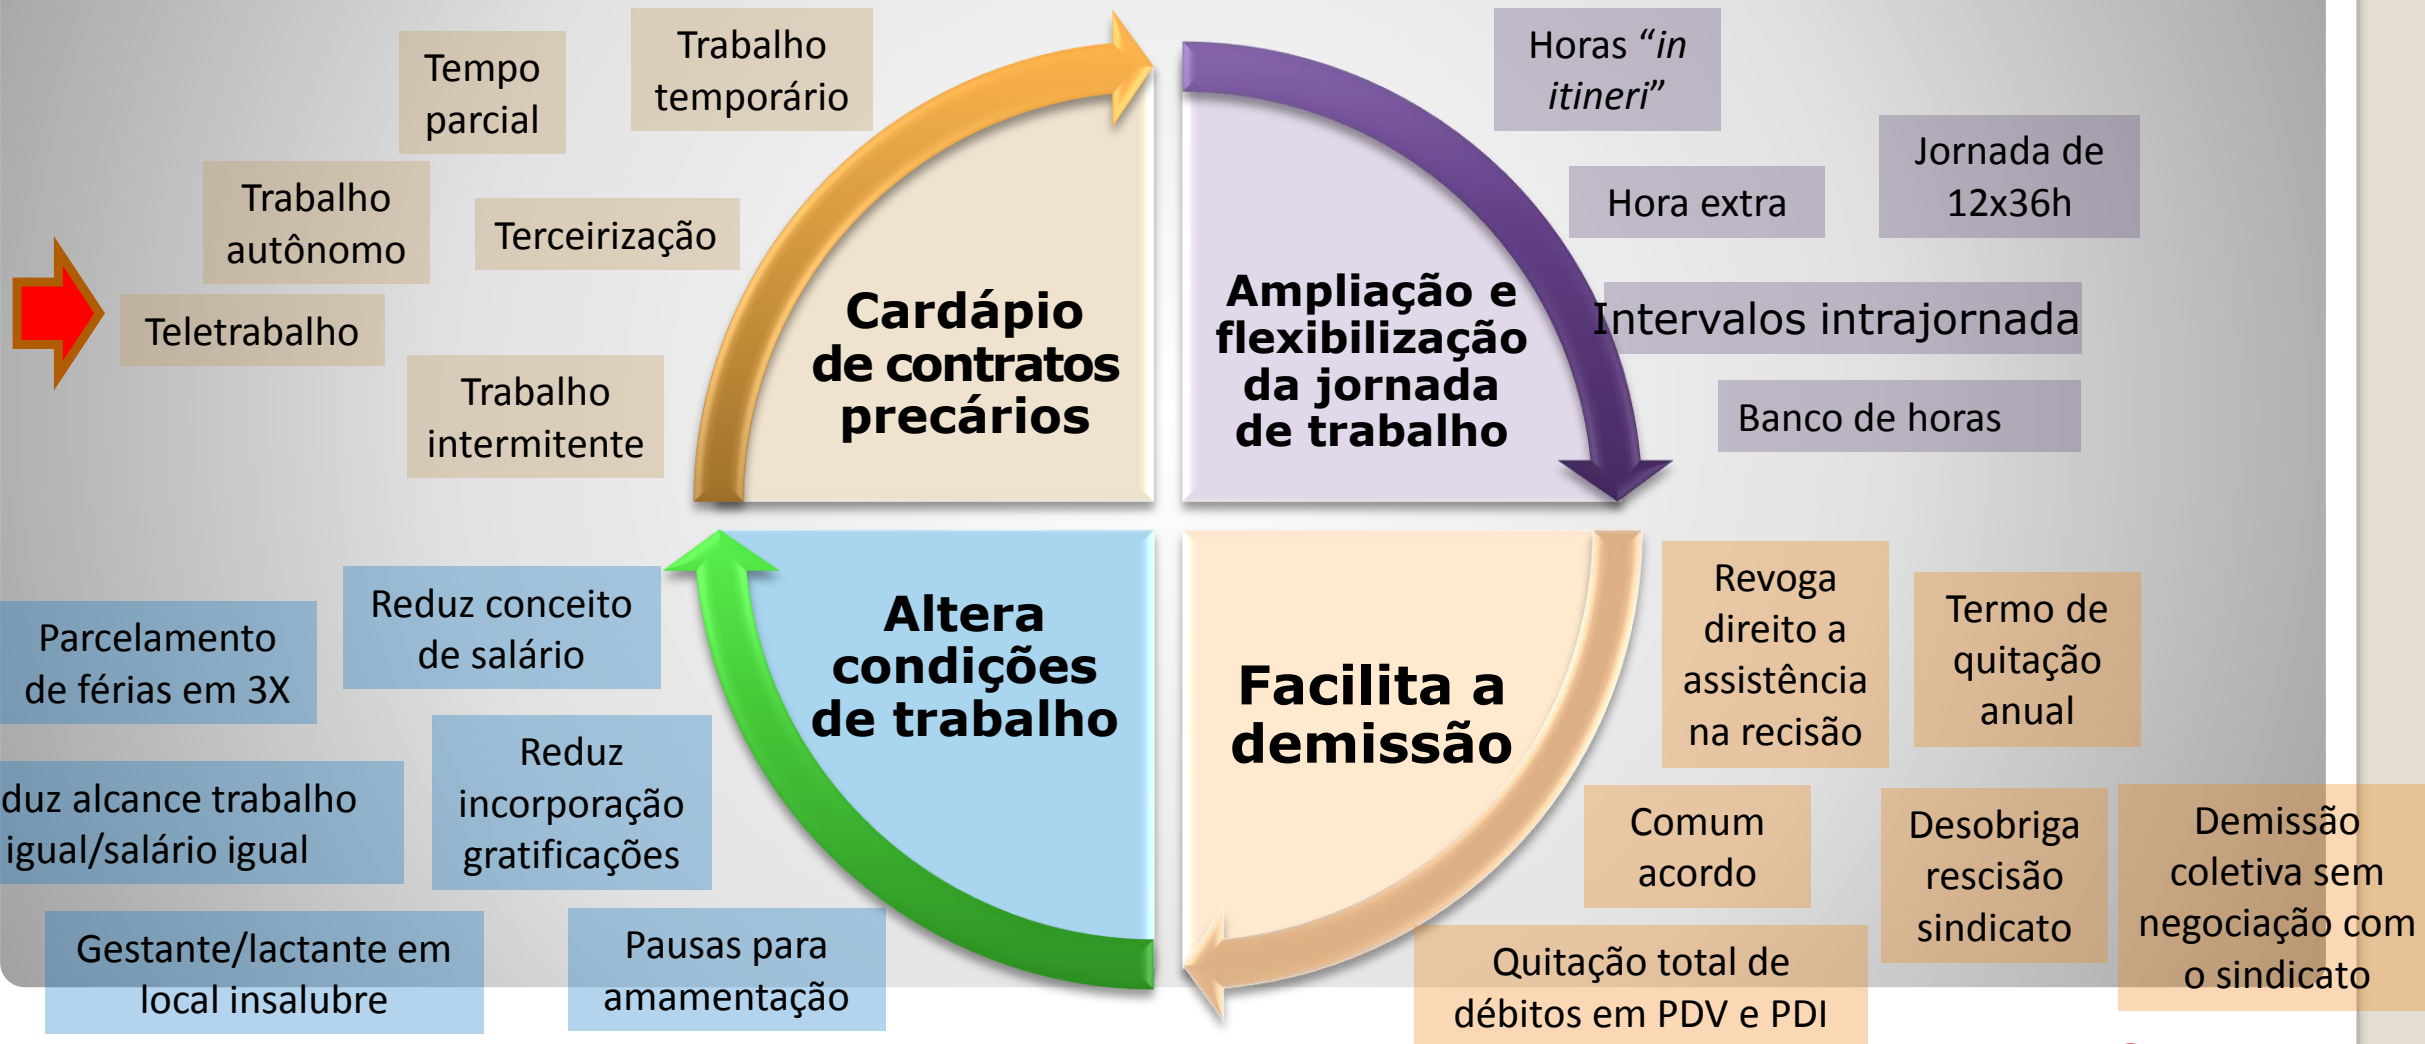 Tempo
parcial
Trabalho
temporário
Trabalho
autônomo
Terceirização
Teletrabalho
Trabalho
intermitente
Cardápio
de contratos
precários
Horas “in
itineri”
Jornada de
12x36h
Hora extra
Intervalos intrajornada
Banco de horas
Ampliação e
flexibilização
da jornada
de trabalho
Parcelamento
de férias em 3X
Reduz conceito
de salário
duz alcance trabalho
igual/salário igual
Reduz
incorporação
gratificações
Gestante/lactante em
local insalubre
Pausas para
amamentação
Altera
condições
de trabalho
Facilita a
demissão
Revoga
direito a
assistência
na recisão
Termo de
quitação
anual
Comum
acordo
Desobriga
rescisão
sindicato
Demissão
coletiva sem
negociação com
o sindicato
Quitação total de
débitos em PDV e PDI